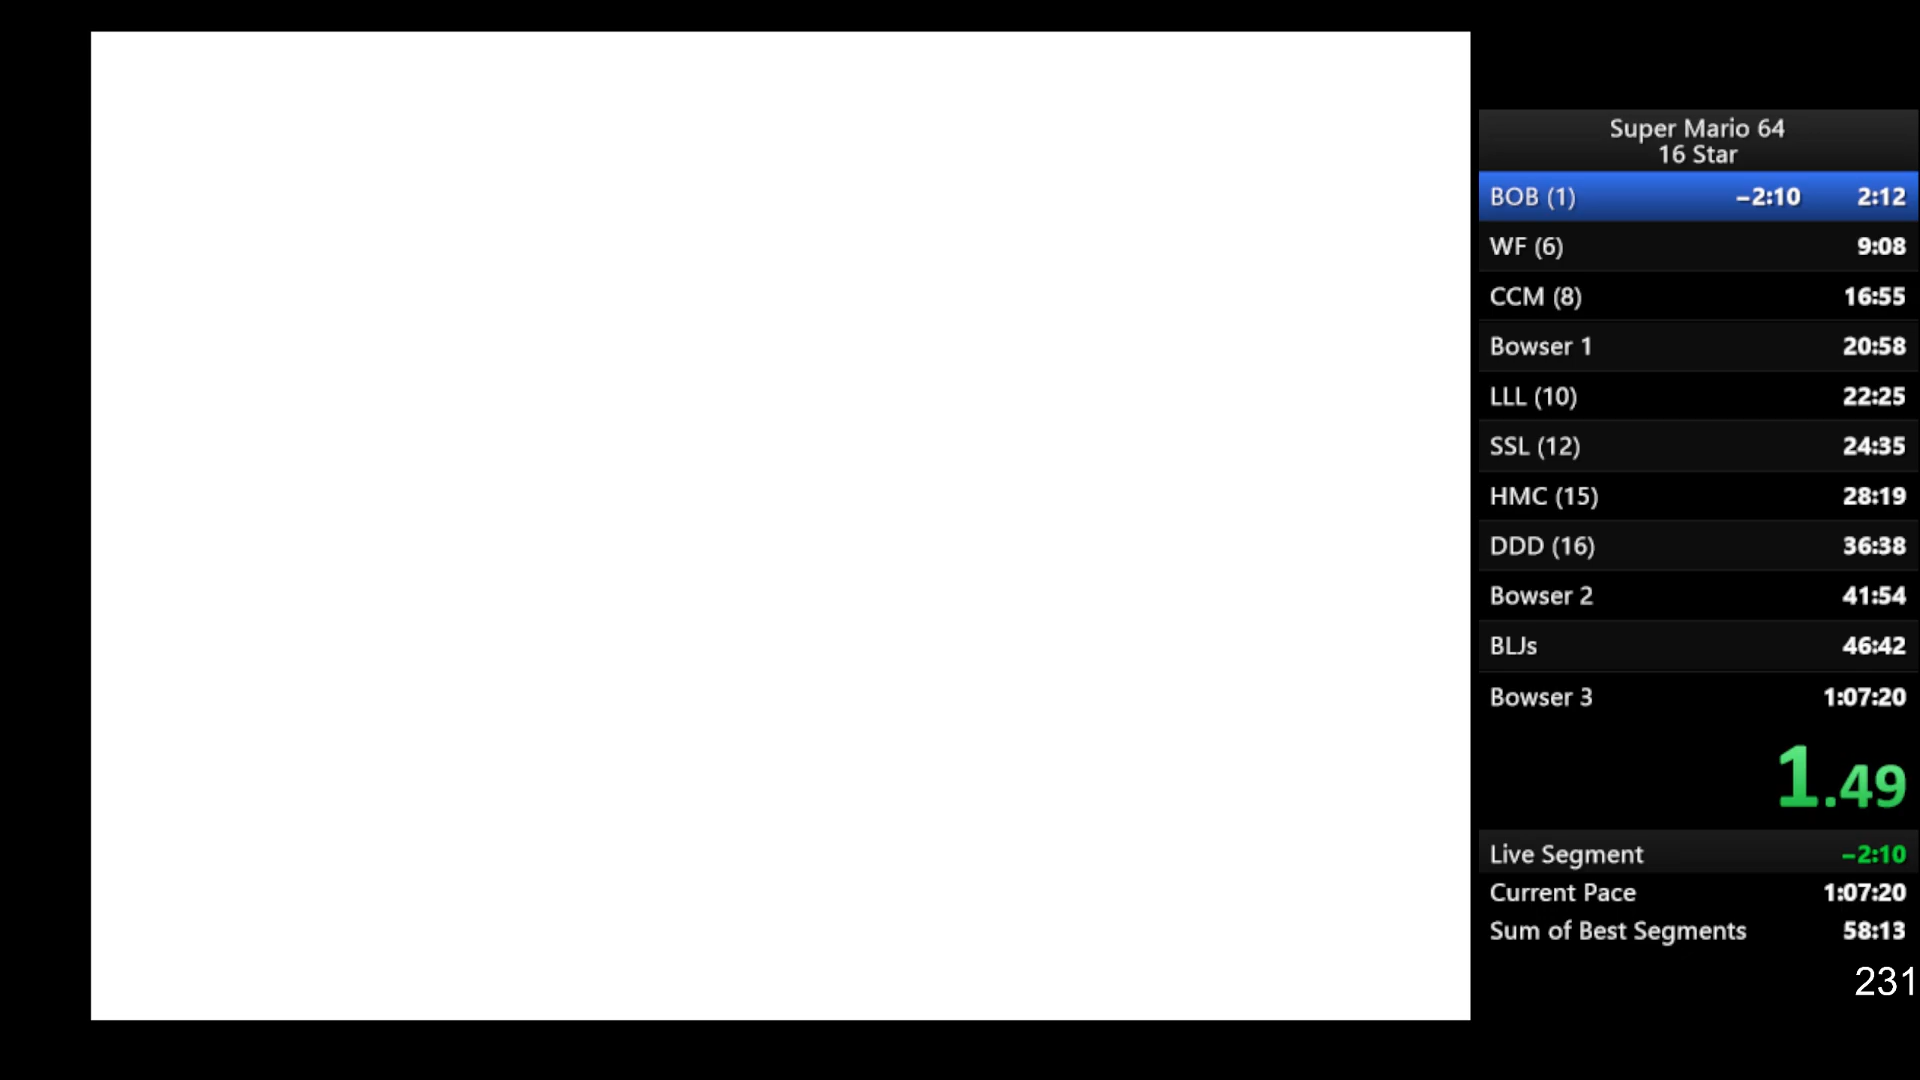 Super Mario 64
16 Star
BOB (1) −2:10 2:12
WF (6) 9:08
CCM (8) 16:55
Bowser 1 20:58
LLL (10) 22:25
SSL (12) 24:35
HMC (15) 28:19
DDD (16) 36:38
Bowser 2 41:54
BLJs 46:42
Bowser 3 1:07:20
1.49
Live Segment −2:10
Current Pace 1:07:20
Sum of Best Segments 58:13
231